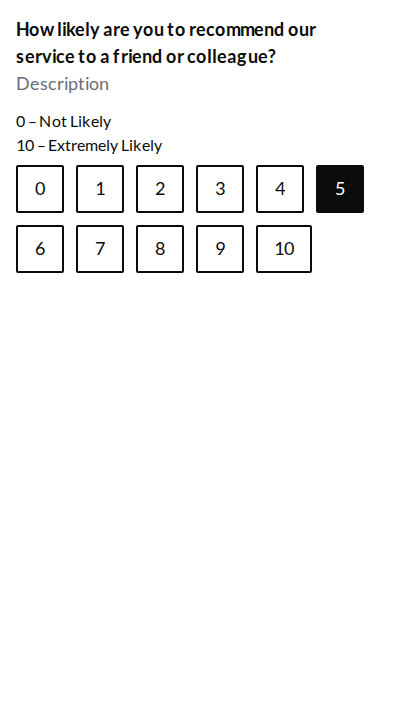 How likely are you to recommend our
service to a friend or colleague?
Description
0 – Not Likely
10 – Extremely Likely
0 1 2 3 4 5
6 7 8 9 10